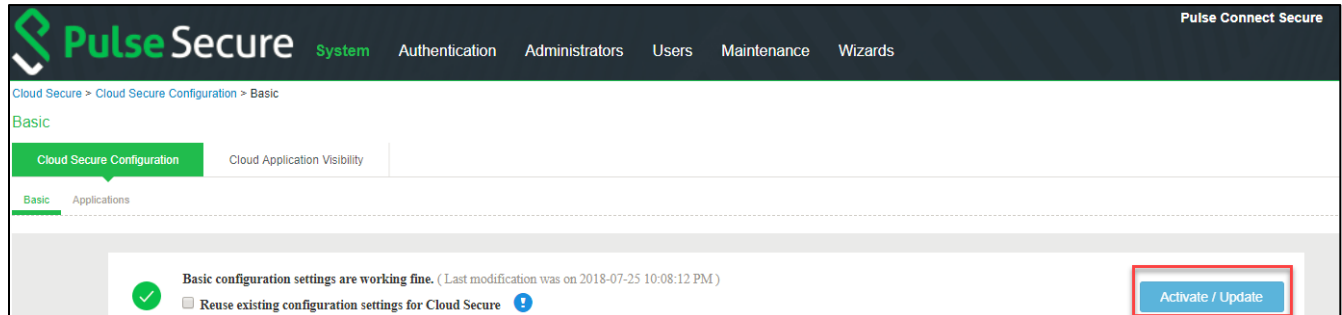 Pulse Connect Secure
Pulse Secure System Authentication Administrators Users Maintenance Wizards
Cloud Secure > Cloud Secure Configuration > Basic
Basic
Cloud Secure Configuration Cloud Application Visibility
Basic Applications
Basic configuration settings are working fine. ( Last modification was on 2018-07-25 10:08:12 PM )
Reuse existing configuration settings for Cloud Secure !
Activate / Update